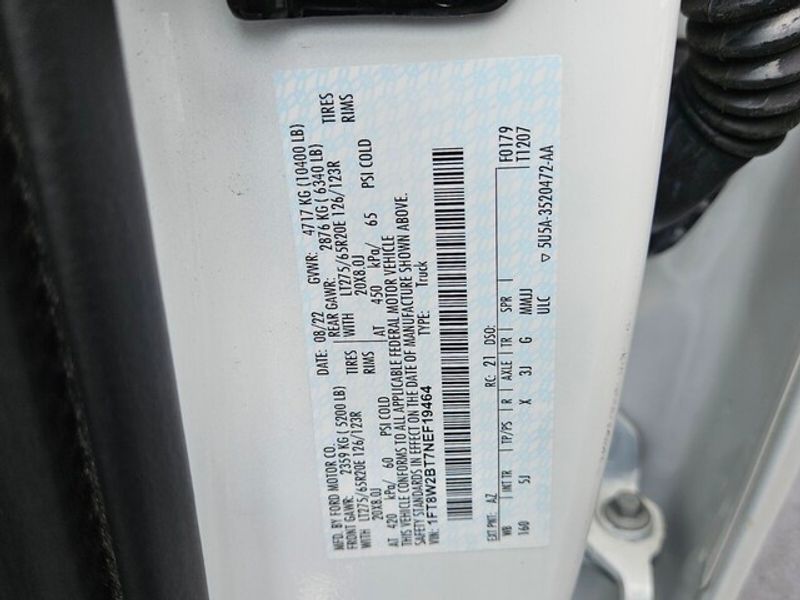 MFD. BY FORD MOTOR CO. DATE: 08/22 GVWR: 4717 KG (10400 LB)
FRONT GAWR: 2359 KG (5200 LB) REAR GAWR: 2876 KG ( 6340 LB)
WITH LT275/65R20E 126/123R TIRES WITH LT275/65R20E 126/123R TIRES
20X8.0J RIMS 20X8.0J RIMS
AT 420 kPa/ 60 PSI COLD AT 450 kPa/ 65 PSI COLD
THIS VEHICLE CONFORMS TO ALL APPLICABLE FEDERAL MOTOR VEHICLE
SAFETY STANDARDS IN EFFECT ON THE DATE OF MANUFACTURE SHOWN ABOVE.
VIN: 1FT8W2BT7NEF19464 TYPE: Truck
F0179
EXT PNT: AZ RC: 21 DSO: T1207
WB INT TR TP/PS R AXLE TR SPR
160 5J X 3J G MMJJ
ULC ▽ 5U5A-3520472-AA